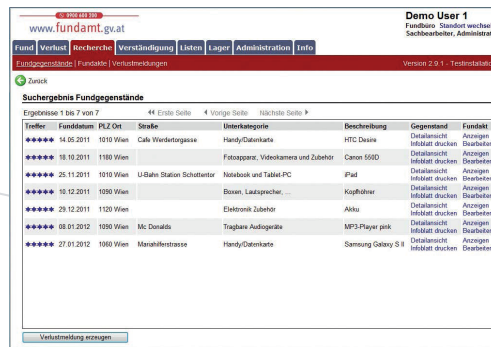 0900 600 200
www.fundamt.gv.at
Demo User 1
Fundbüro Standort wechsel
Sachbearbeiter, Administrat
Fund Verlust Recherche Verständigung Listen Lager Administration Info
Fundgegenstände | Fundakte | Verlustmeldungen
Version 2.9.1 - Testinstallatio
Zurück
Suchergebnis Fundgegenstände
Ergebnisse 1 bis 7 von 7 Erste Seite Vorige Seite Nächste Seite
Treffer Funddatum PLZ Ort Straße Unterkategorie Beschreibung Gegenstand Fundakt
***** 14.05.2011 1010 Wien Cafe Werdertorgasse Handy/Datenkarte HTC Desire Detailansicht Anzeigen
Infoblatt drucken Bearbeiten
***** 18.10.2011 1180 Wien Fotoapparat, Videokamera und Zubehör Canon 550D Detailansicht Anzeigen
Infoblatt drucken Bearbeiten
***** 25.11.2011 1010 Wien U-Bahn Station Schottentor Notebook und Tablet-PC iPad Detailansicht Anzeigen
Infoblatt drucken Bearbeiten
***** 10.12.2011 1090 Wien Boxen, Lautsprecher, ... Kopfhörer Detailansicht Anzeigen
Infoblatt drucken Bearbeiten
***** 29.12.2011 1120 Wien Elektronik Zubehör Akku Detailansicht Anzeigen
Infoblatt drucken Bearbeiten
***** 08.01.2012 1090 Wien Mc Donalds Tragbare Audiogeräte MP3-Player pink Detailansicht Anzeigen
Infoblatt drucken Bearbeiten
***** 27.01.2012 1060 Wien Mariahilferstrasse Handy/Datenkarte Samsung Galaxy S II Detailansicht Anzeigen
Infoblatt drucken Bearbeiten
Verlustmeldung erzeugen